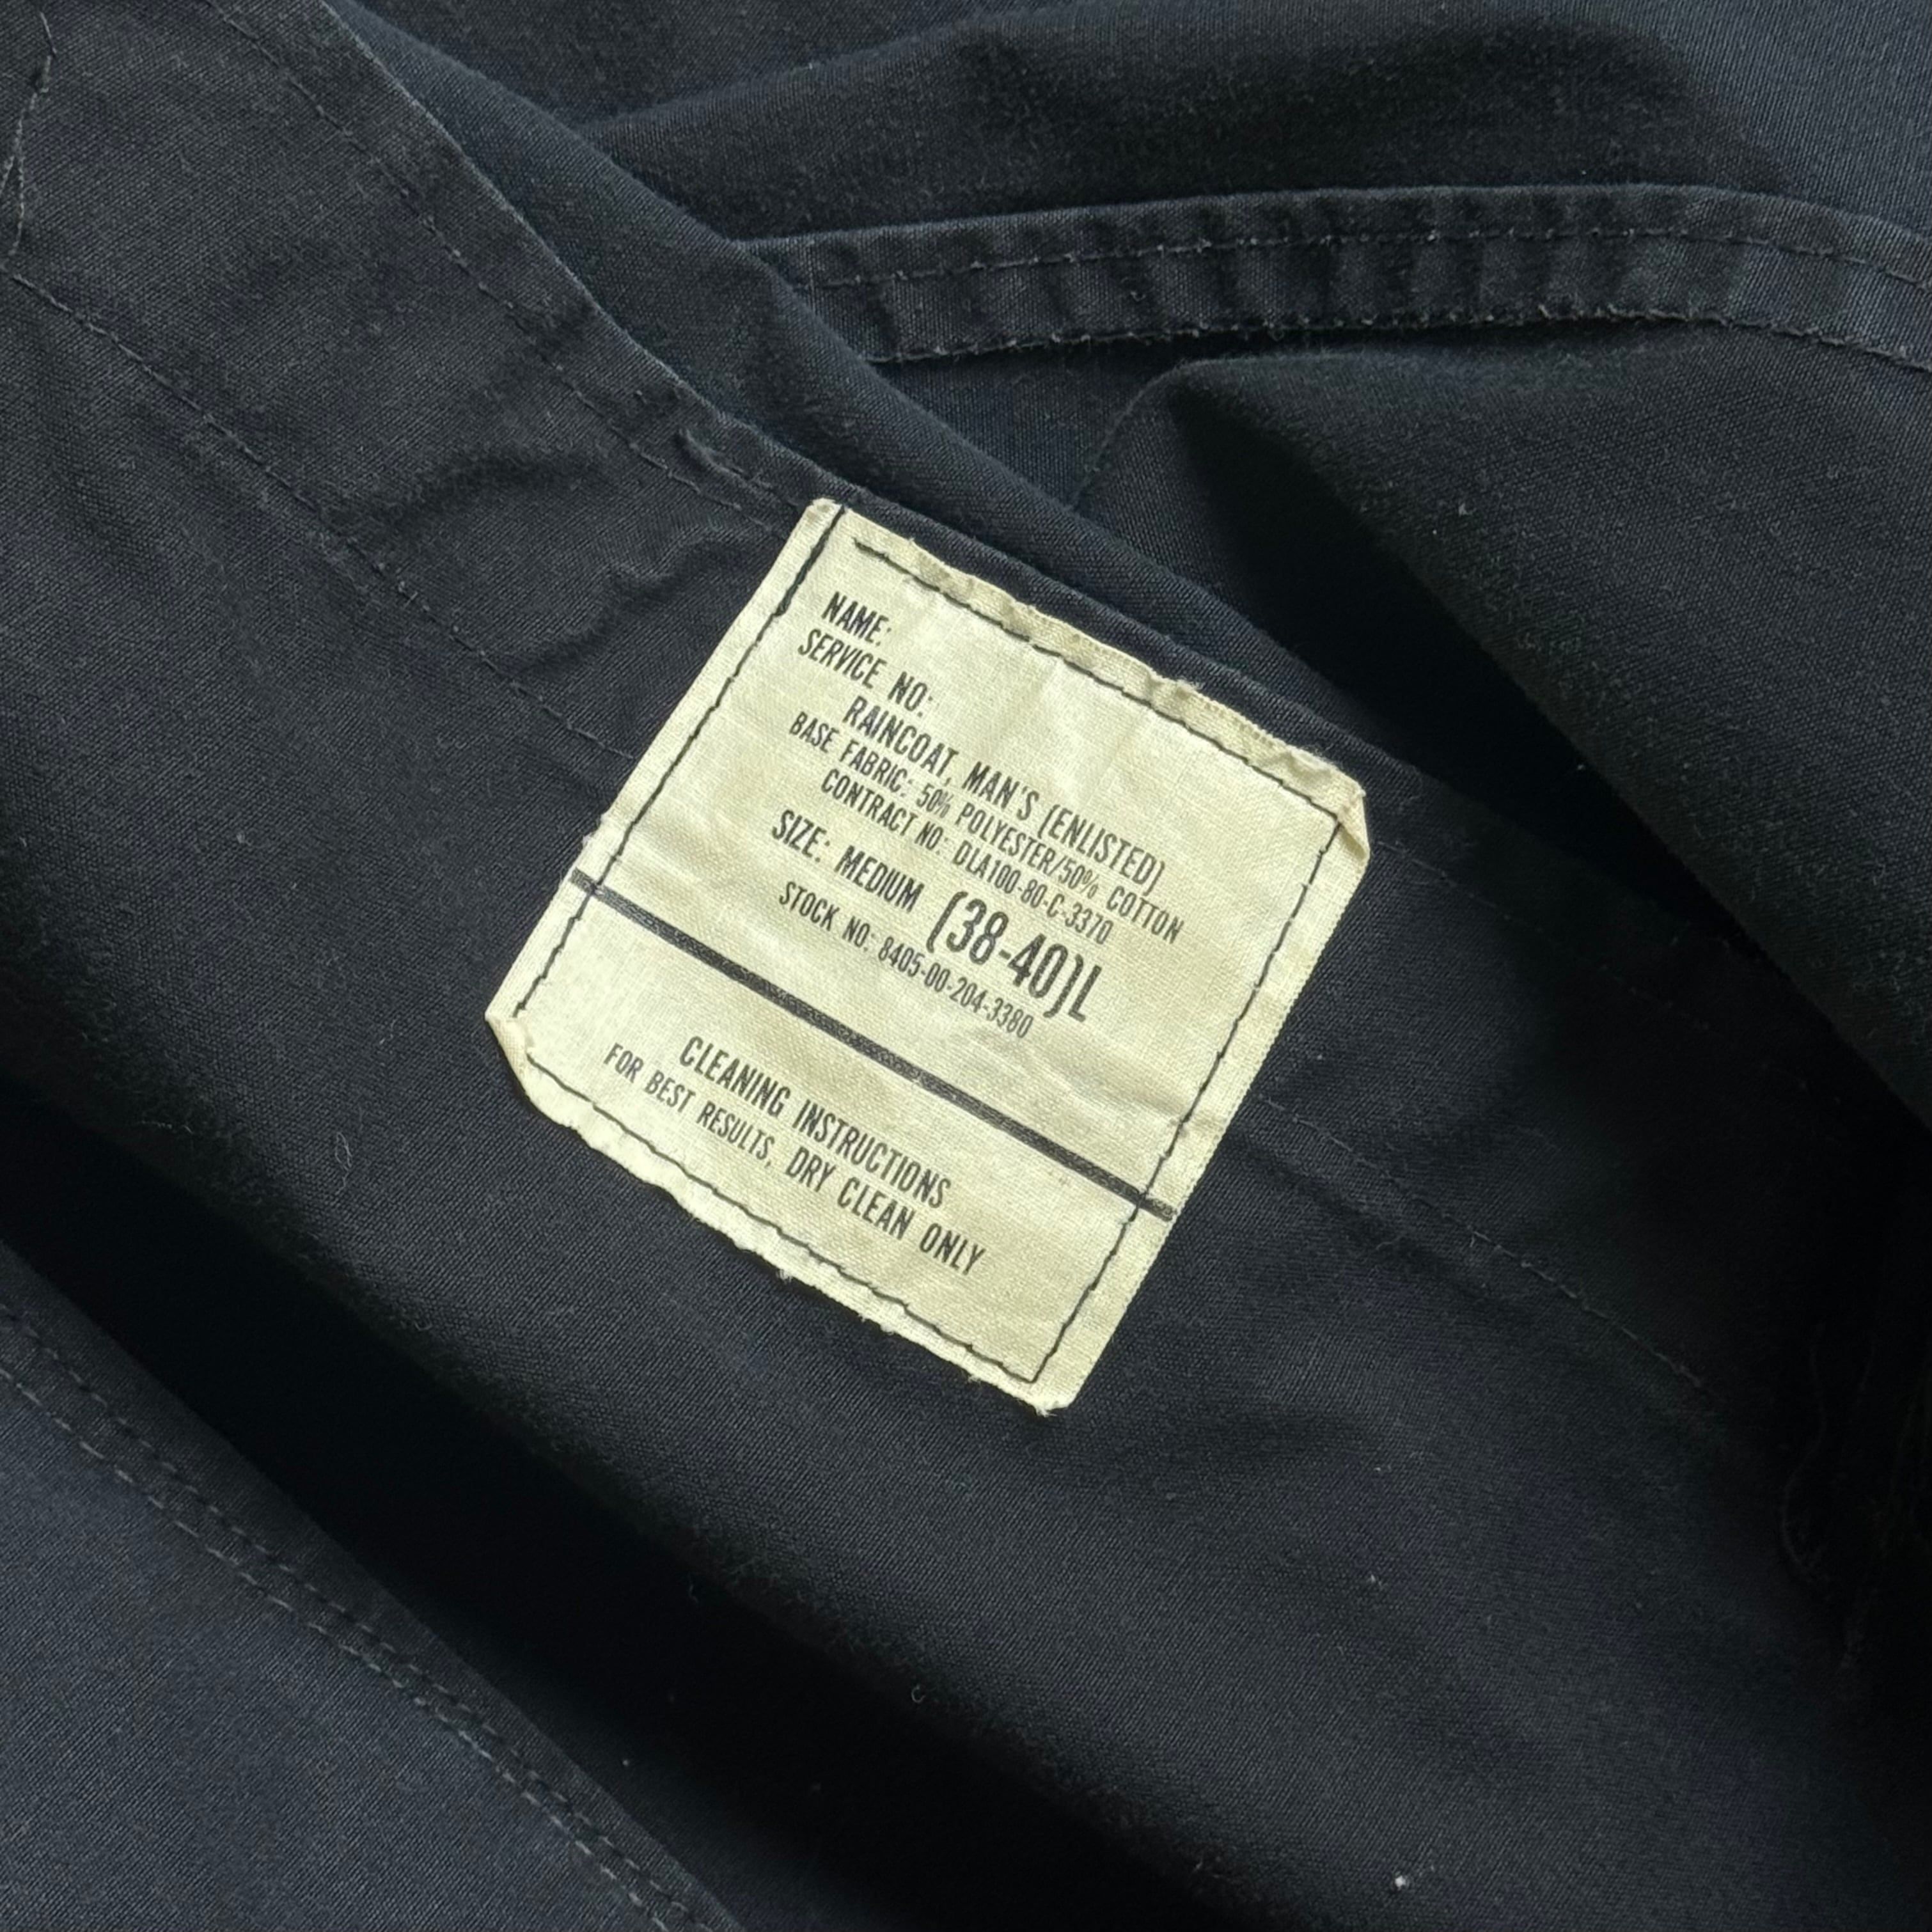 NAME:
SERVICE NO:
RAINCOAT, MAN'S (ENLISTED)
BASE FABRIC: 50% POLYESTER/50% COTTON
CONTRACT NO: DLA100-80-C-3370
SIZE: MEDIUM (38-40)L
STOCK NO: 8405-00-204-3380
CLEANING INSTRUCTIONS
FOR BEST RESULTS, DRY CLEAN ONLY